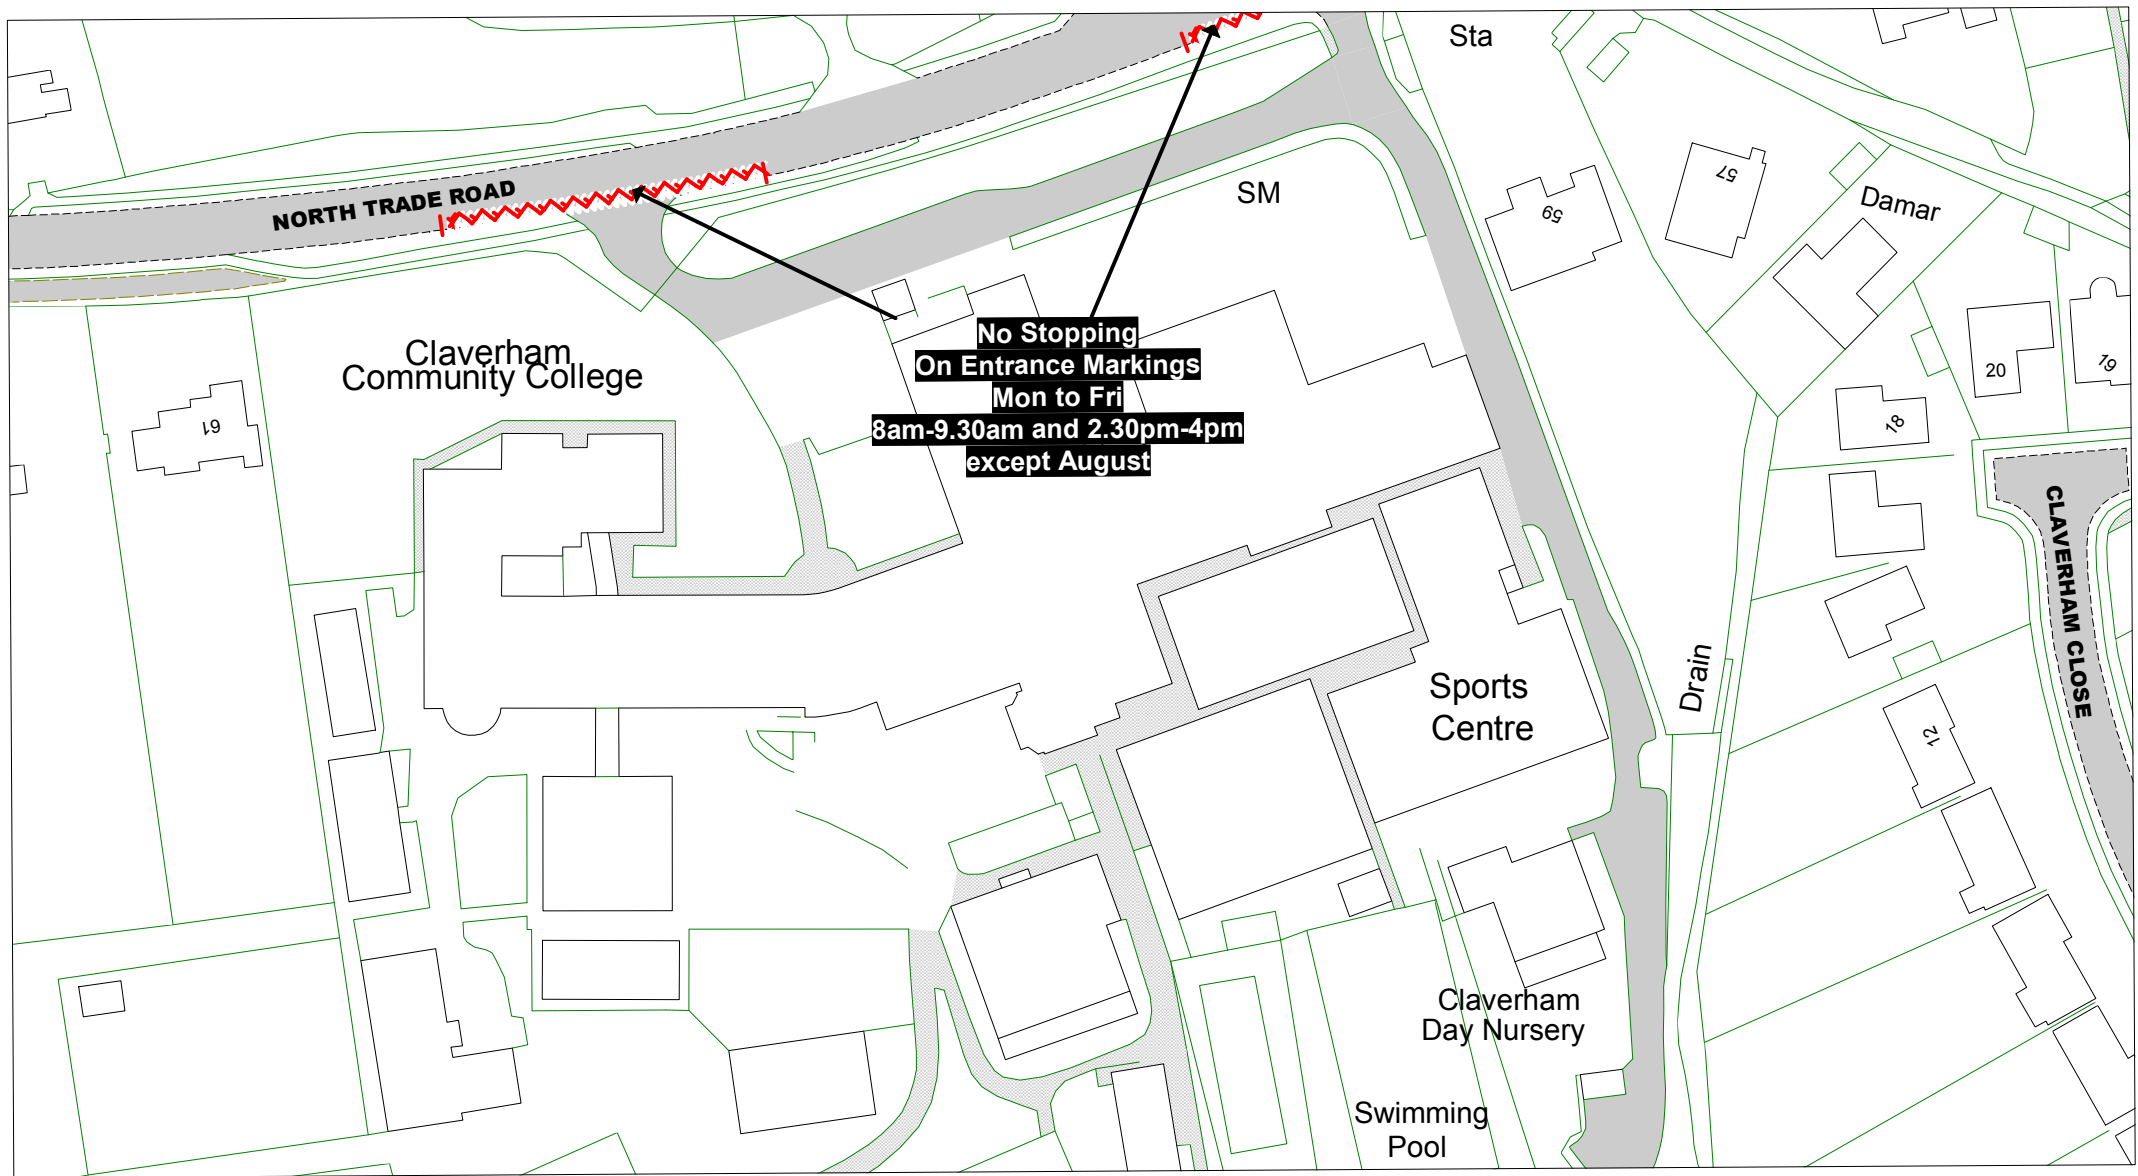 Sta
57
NORTH TRADE ROAD
SM
59
Damar
No Stopping
On Entrance Markings
Mon to Fri
8am-9.30am and 2.30pm-4pm
except August
Claverham
Community College
20
19
61
18
CLAVERHAM CLOSE
Sports
Centre
Drain
12
Claverham
Day Nursery
Swimming
Pool